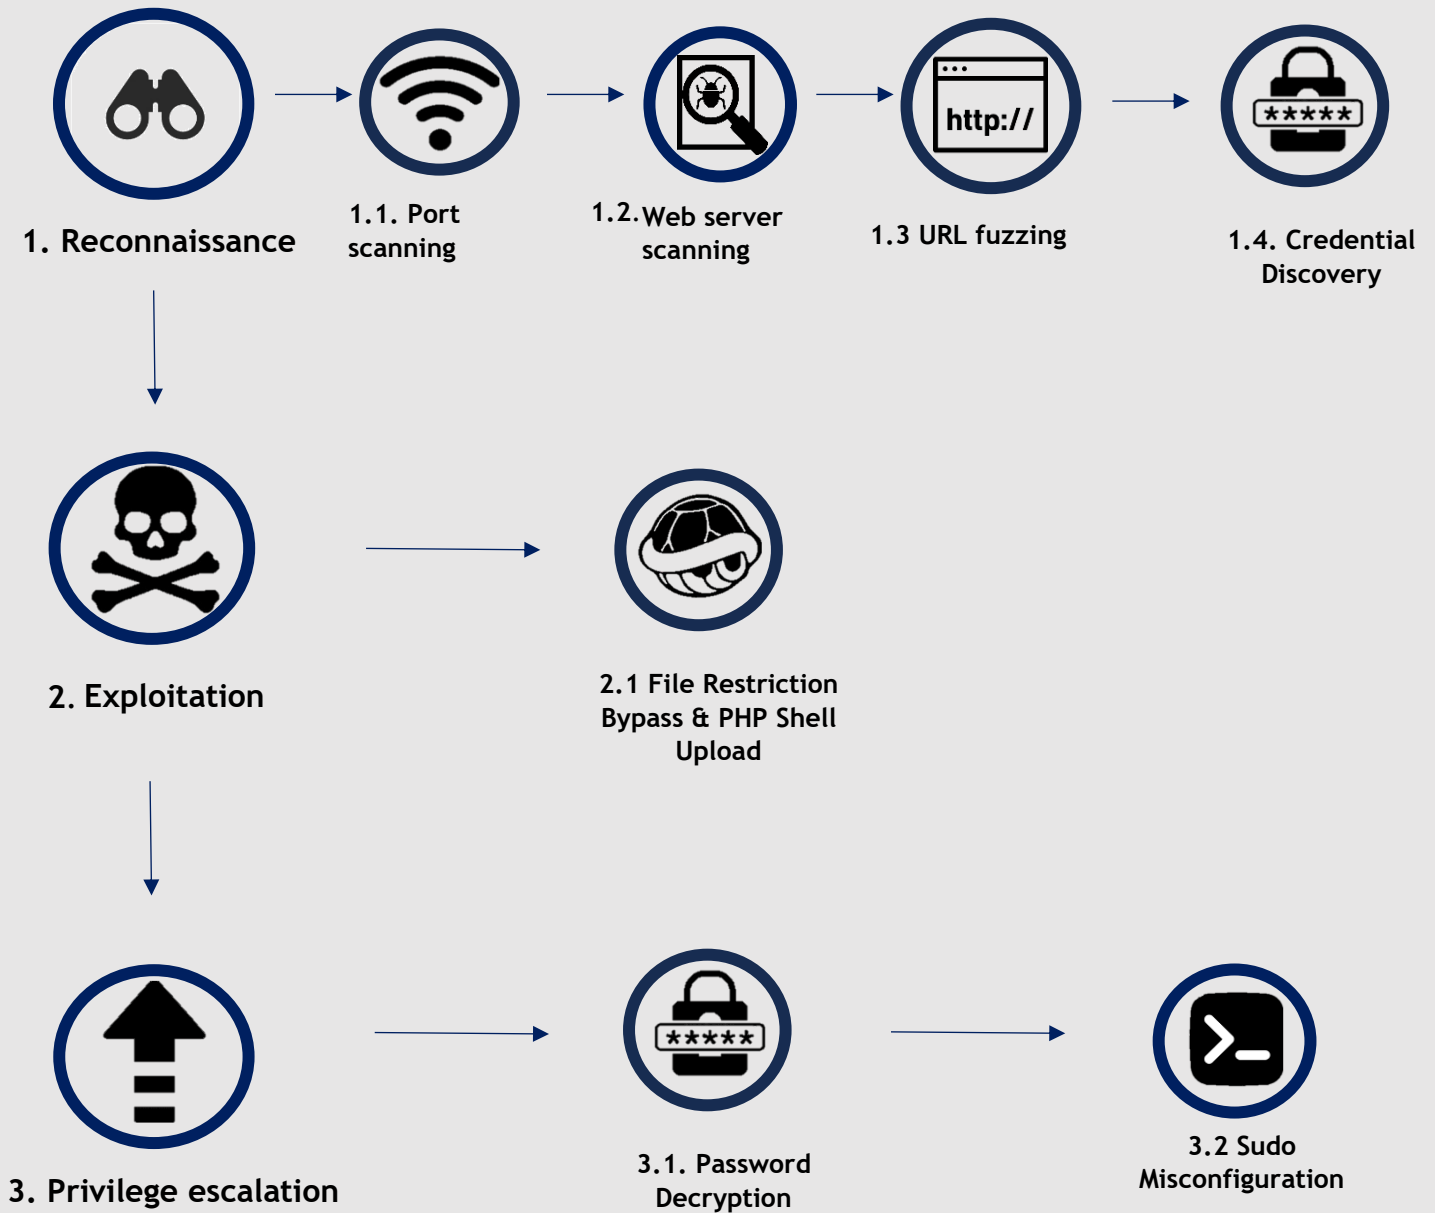 http://
*****
1. Reconnaissance
1.1. Port
scanning
1.2. Web server
scanning
1.3 URL fuzzing
1.4. Credential
Discovery
2. Exploitation
2.1 File Restriction
Bypass & PHP Shell
Upload
*****
3. Privilege escalation
3.1. Password
Decryption
>_
3.2 Sudo
Misconfiguration